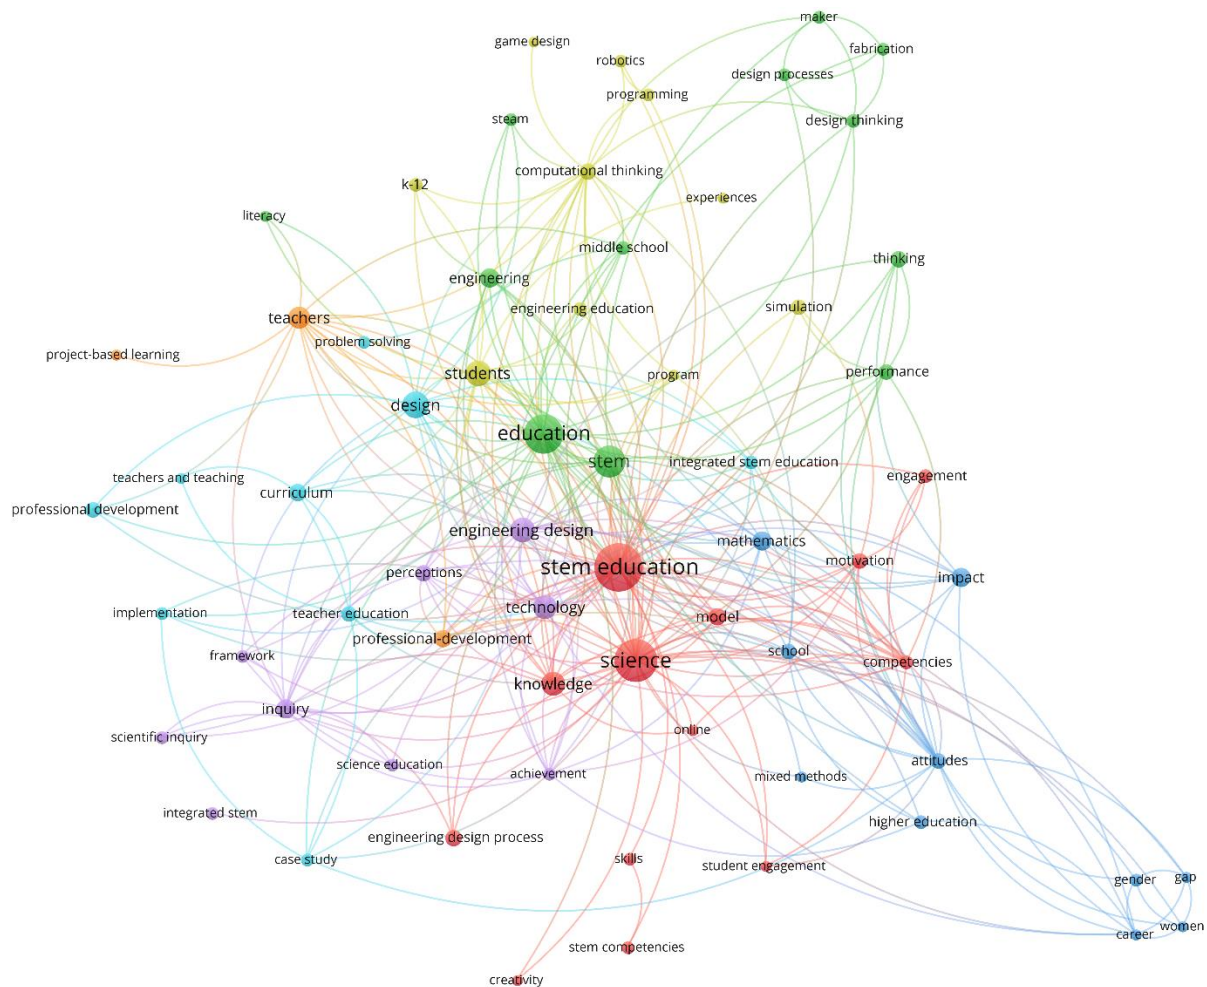 maker
game design
fabrication
robotics
design processes
programming
steam
design thinking
computational thinking
k-12
experiences
literacy
middle school
thinking
engineering
simulation
engineering education
teachers
problem solving
project-based learning
students
program
performance
design
education
stem
integrated stem education
teachers and teaching
engagement
curriculum
professional development
engineering design
mathematics
stem education
motivation
perceptions
impact
technology
implementation
teacher education
model
professional-development
school
framework
science
competencies
knowledge
inquiry
online
scientific inquiry
attitudes
science education
achievement
mixed methods
integrated stem
higher education
engineering design process
case study
skills
student engagement
gender
gap
women
career
stem competencies
creativity